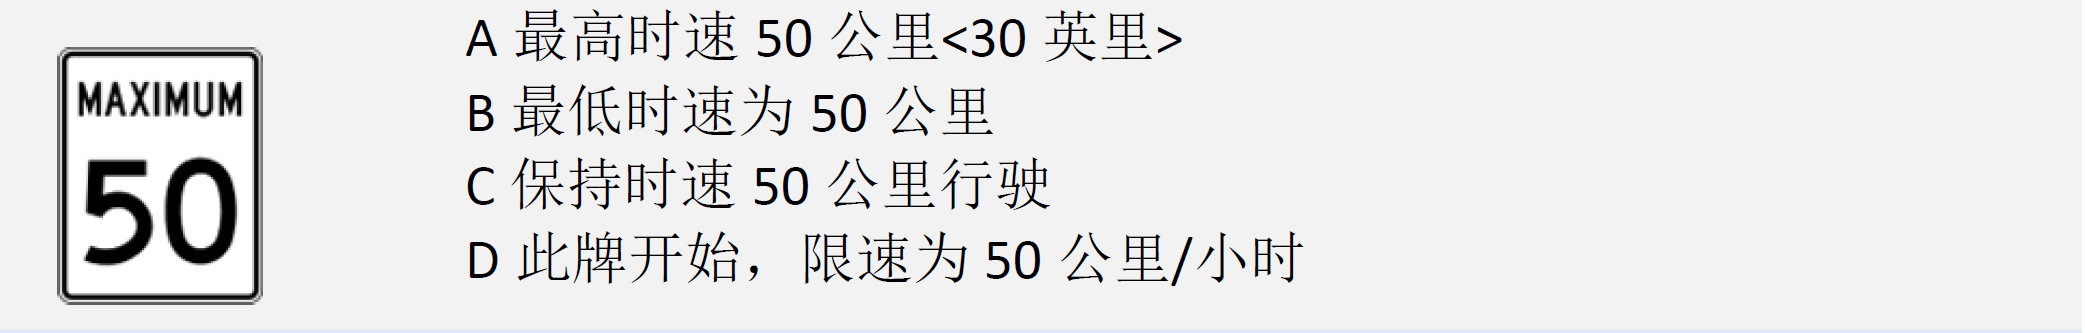 MAXIMUM
50
A 最高时速 50 公里<30 英里>
B 最低时速为 50 公里
C 保持时速 50 公里行驶
D 此牌开始，限速为 50 公里/小时